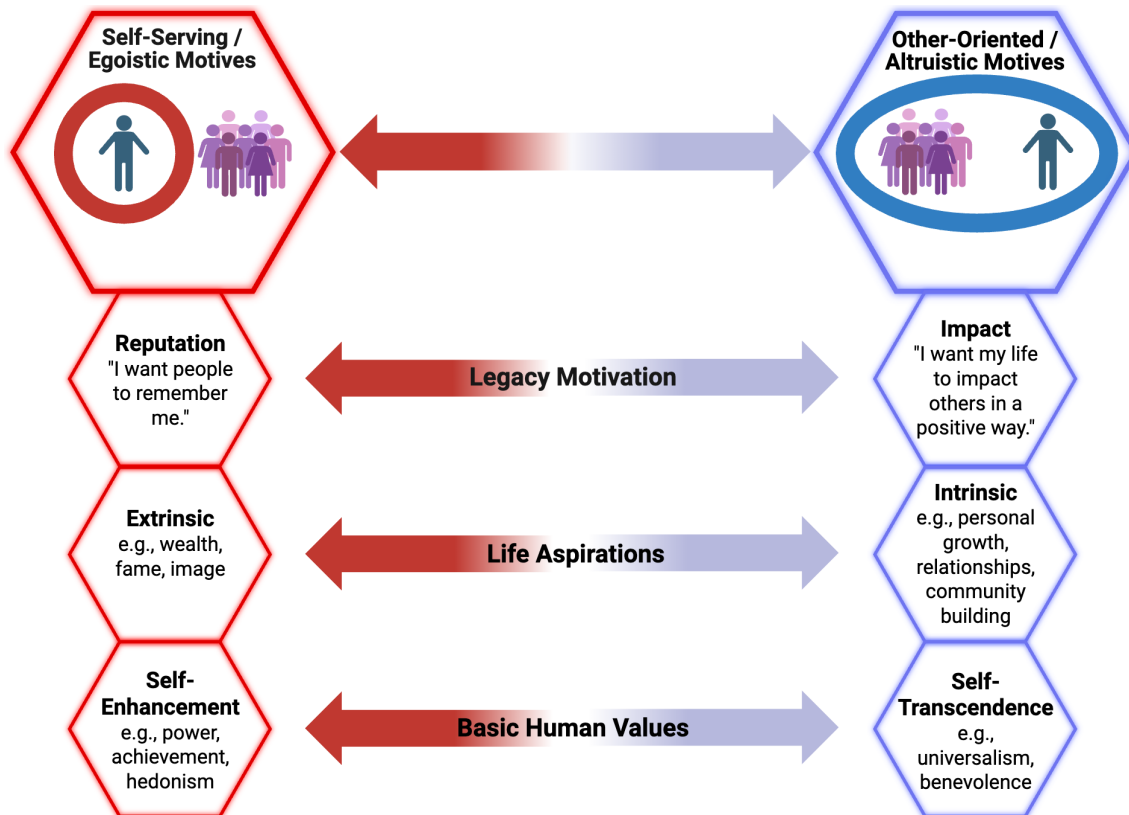 Self-Serving /
Egoistic Motives
Other-Oriented /
Altruistic Motives
Reputation
"I want people
to remember
me."
Legacy Motivation
Impact
"I want my life
to impact
others in a
positive way."
Extrinsic
e.g., wealth,
fame, image
Life Aspirations
Intrinsic
e.g., personal
growth,
relationships,
community
building
Self-
Enhancement
e.g., power,
achievement,
hedonism
Basic Human Values
Self-
Transcendence
e.g.,
universalism,
benevolence